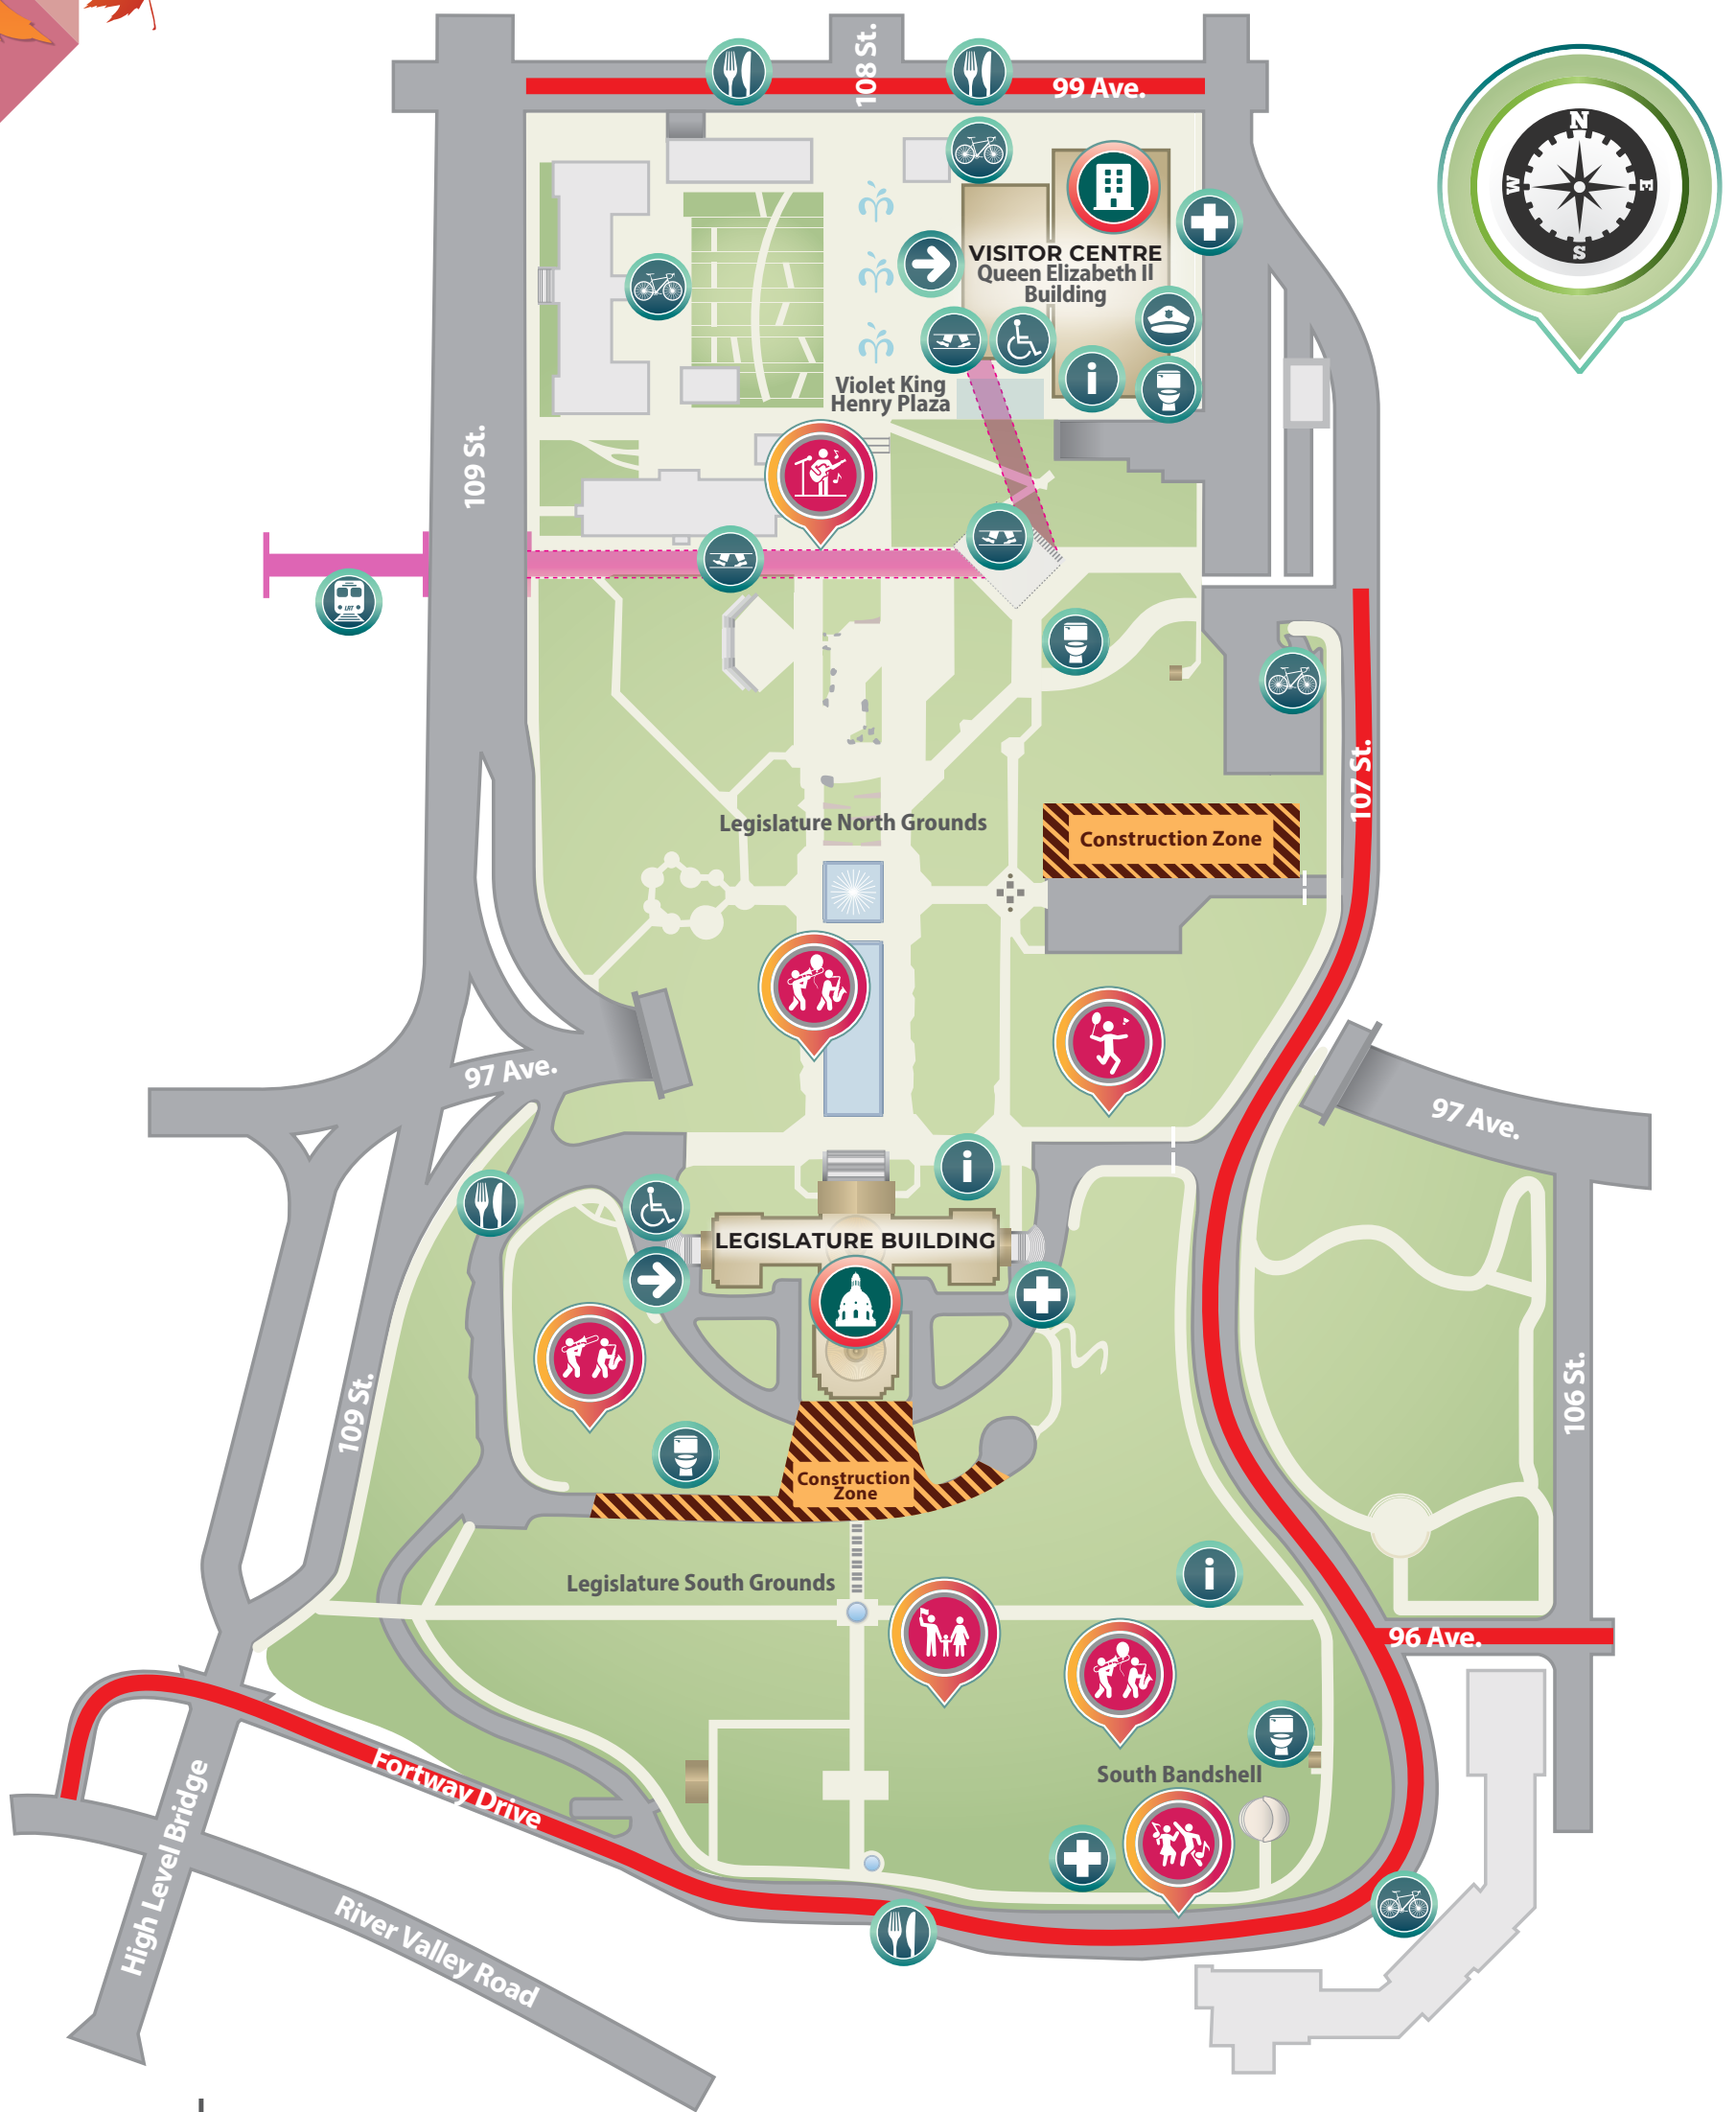 108 St.
99 Ave.
N
W
E
S
VISITOR CENTRE
Queen Elizabeth II
Building
Violet King
Henry Plaza
109 St.
LRT
107 St.
Legislature North Grounds
Construction Zone
97 Ave.
97 Ave.
LEGISLATURE BUILDING
109 St.
106 St.
Construction
Zone
Legislature South Grounds
96 Ave.
Fortway Drive
South Bandshell
High Level Bridge
River Valley Road